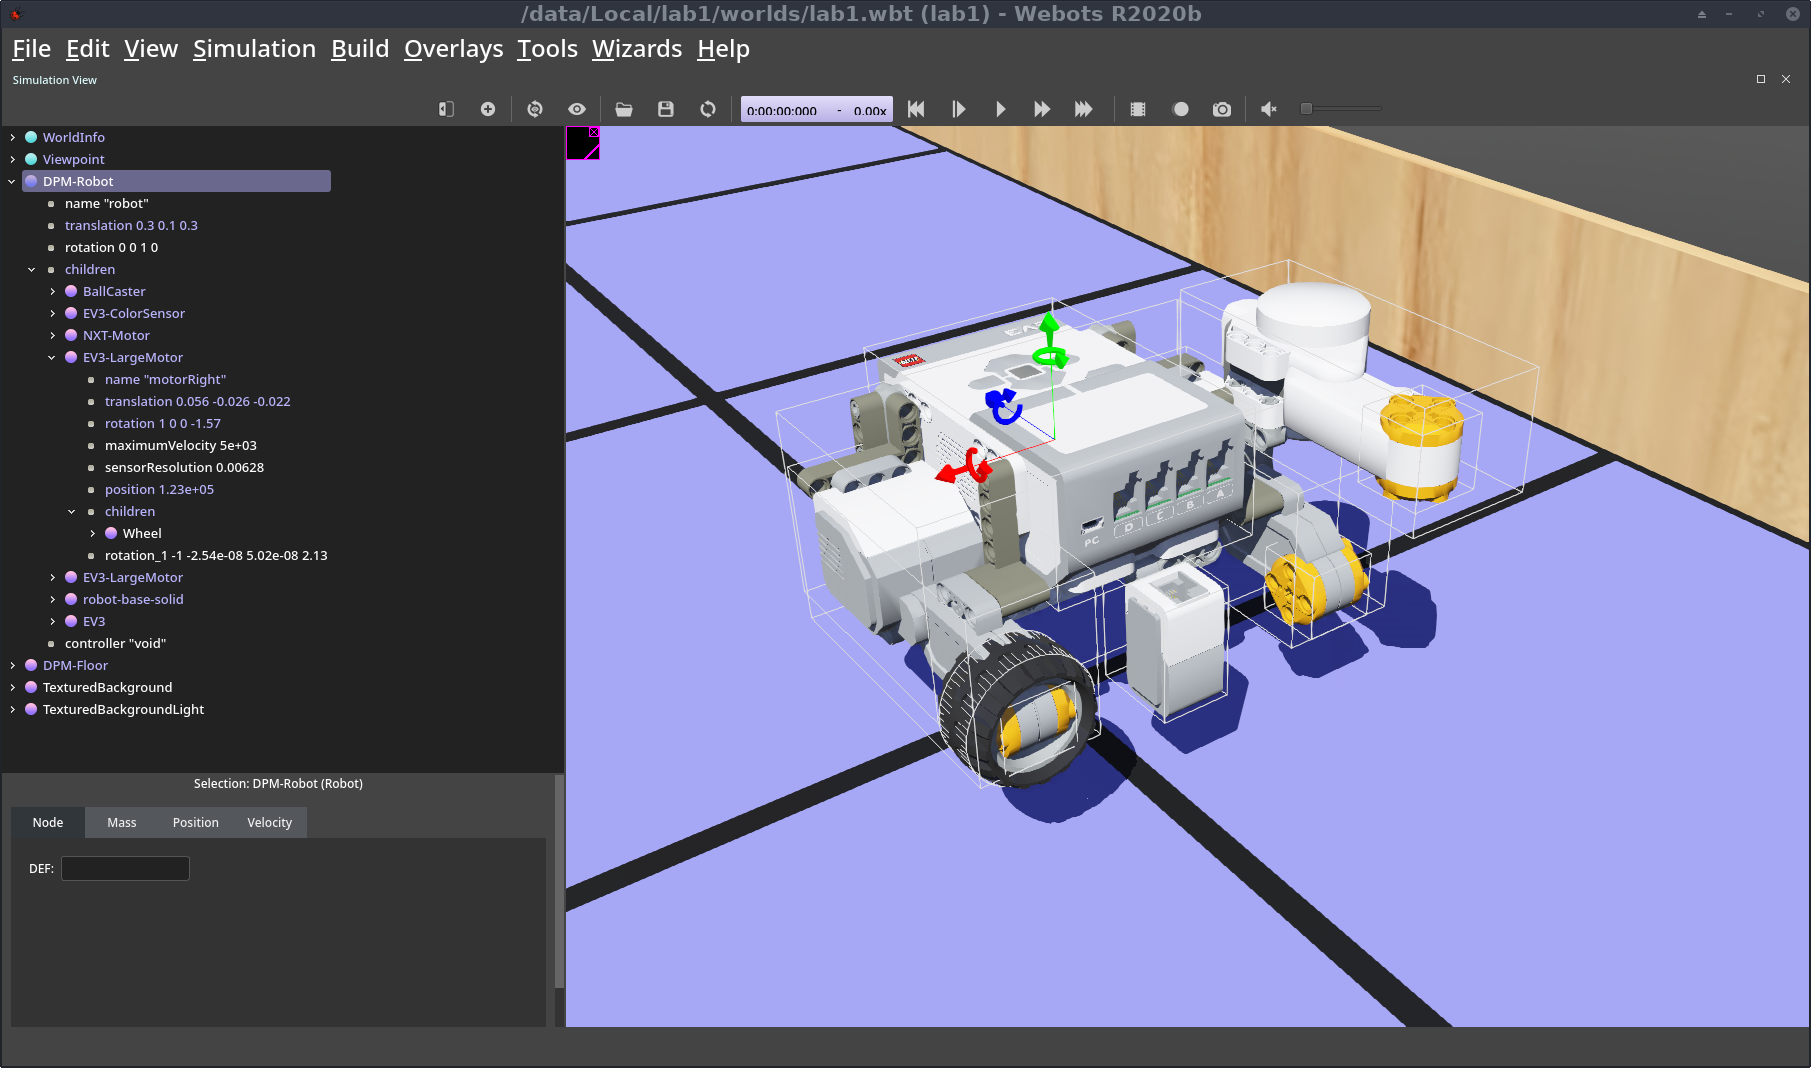 /data/Local/lab1/worlds/lab1.wbt (lab1) - Webots R2020b
File Edit View Simulation Build Overlays Tools Wizards Help
Simulation View
0:00:00:000 - 0.00x
WorldInfo
Viewpoint
DPM-Robot
name "robot"
translation 0.3 0.1 0.3
rotation 0 0 1 0
children
BallCaster
EV3-ColorSensor
NXT-Motor
EV3-LargeMotor
name "motorRight"
translation 0.056 -0.026 -0.022
rotation 1 0 0 -1.57
maximumVelocity 5e+03
sensorResolution 0.00628
position 1.23e+05
children
Wheel
rotation_1 -1 -2.54e-08 5.02e-08 2.13
EV3-LargeMotor
robot-base-solid
EV3
controller "void"
DPM-Floor
TexturedBackground
TexturedBackgroundLight
Selection: DPM-Robot (Robot)
Node Mass Position Velocity
DEF:
PC D C B A